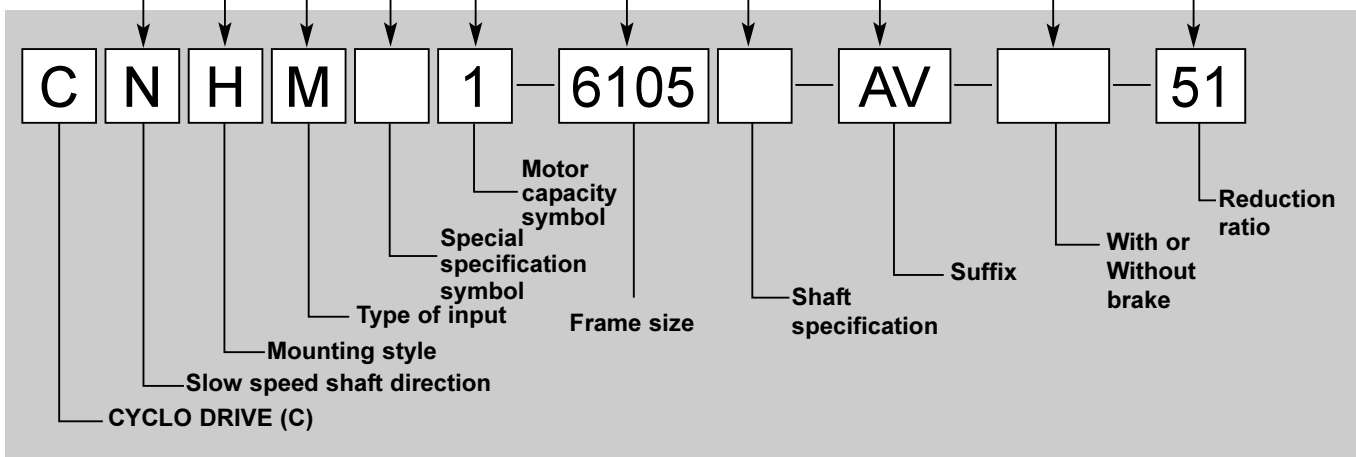 C N H M 1 — 6105 — AV — — 51
Motor
capacity
symbol
Special
specification
symbol
Type of input
Mounting style
Slow speed shaft direction
CYCLO DRIVE (C)
Frame size
Shaft
specification
Suffix
With or
Without
brake
Reduction
ratio